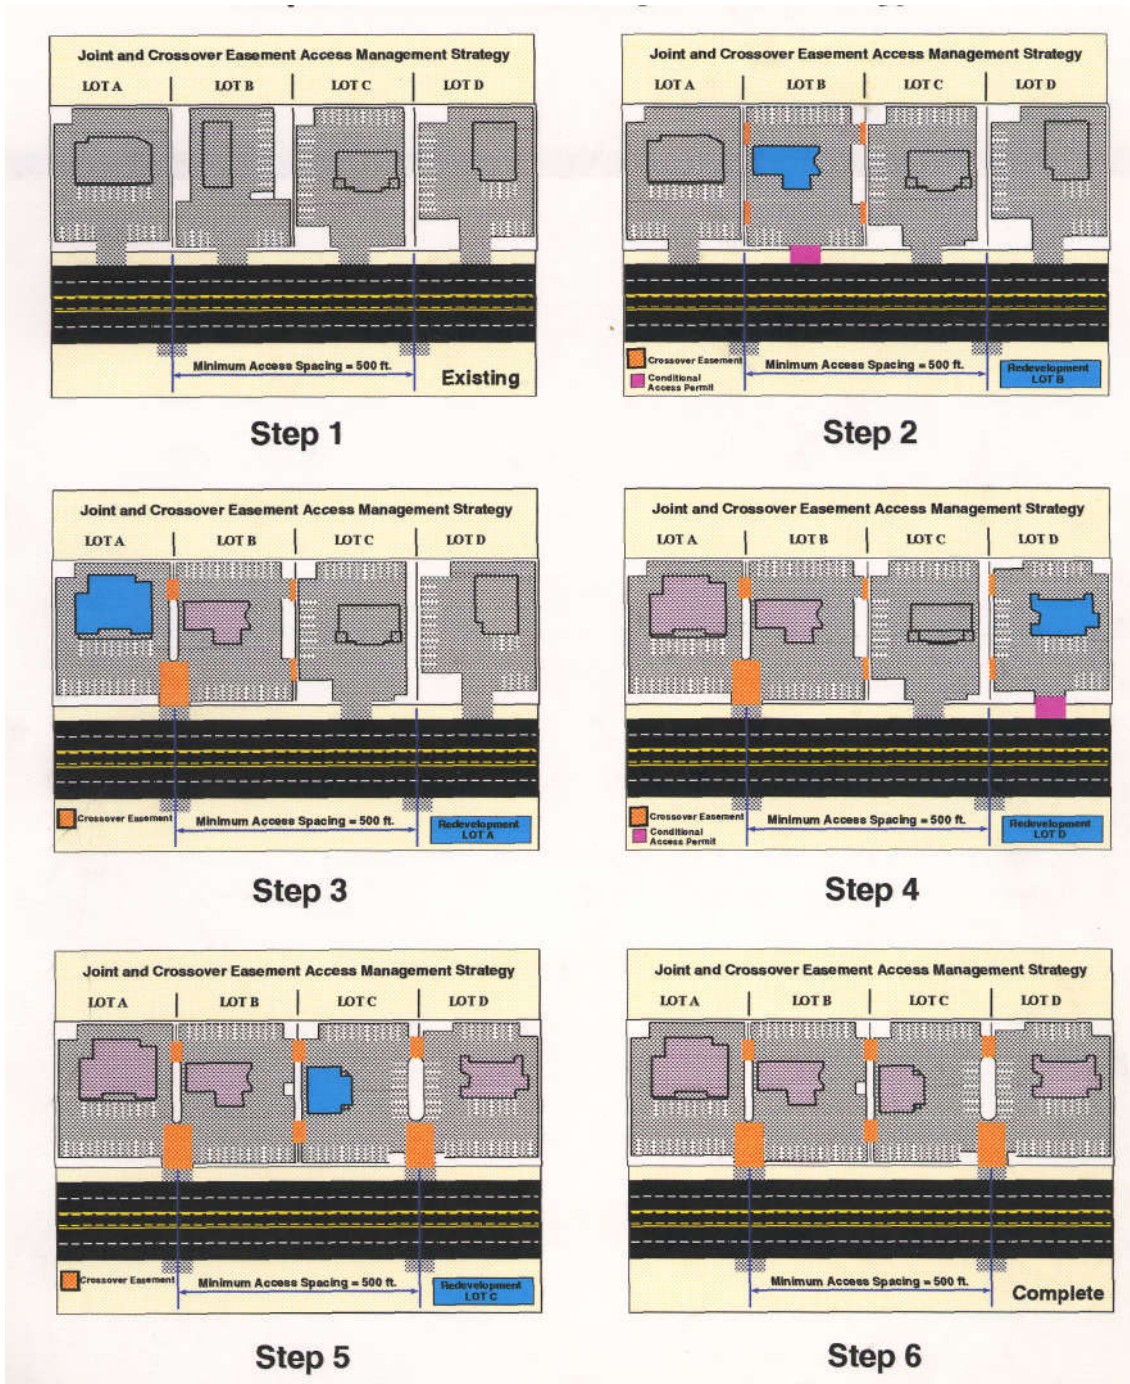 Joint and Crossover Easement Access Management Strategy
LOT A LOT B LOT C LOT D
Minimum Access Spacing = 500 ft.
Existing
Step 1
Joint and Crossover Easement Access Management Strategy
LOT A LOT B LOT C LOT D
Crossover Easement
Conditional
Access Permit
Minimum Access Spacing = 500 ft.
Redevelopment
LOT B
Step 2
Joint and Crossover Easement Access Management Strategy
LOT A LOT B LOT C LOT D
Crossover Easement
Minimum Access Spacing = 500 ft.
Redevelopment
LOT A
Step 3
Joint and Crossover Easement Access Management Strategy
LOT A LOT B LOT C LOT D
Crossover Easement
Conditional
Access Permit
Minimum Access Spacing = 500 ft.
Redevelopment
LOT D
Step 4
Joint and Crossover Easement Access Management Strategy
LOT A LOT B LOT C LOT D
Crossover Easement
Minimum Access Spacing = 500 ft.
Redevelopment
LOT C
Step 5
Joint and Crossover Easement Access Management Strategy
LOT A LOT B LOT C LOT D
Minimum Access Spacing = 500 ft.
Complete
Step 6